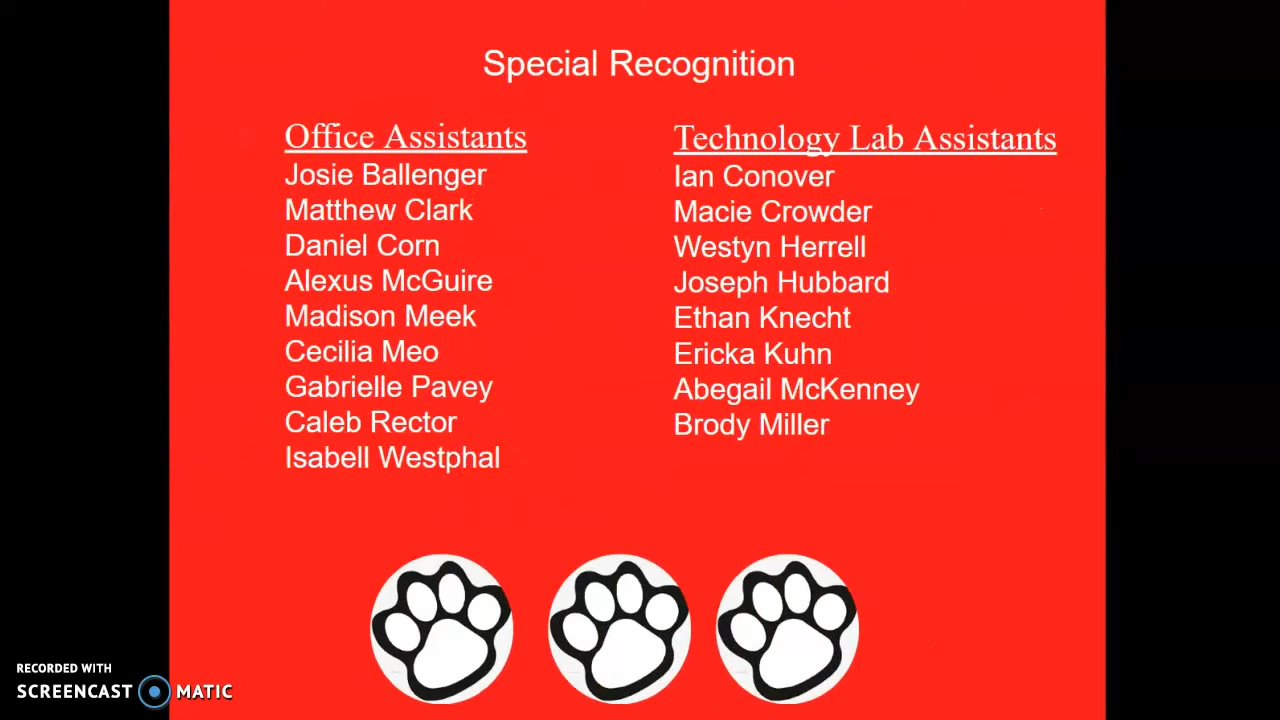 Special Recognition
Office Assistants
Josie Ballenger
Matthew Clark
Daniel Corn
Alexus McGuire
Madison Meek
Cecilia Meo
Gabrielle Pavey
Caleb Rector
Isabell Westphal
Technology Lab Assistants
Ian Conover
Macie Crowder
Westyn Herrell
Joseph Hubbard
Ethan Knecht
Ericka Kuhn
Abegail McKenney
Brody Miller
RECORDED WITH
SCREENCAST MATIC